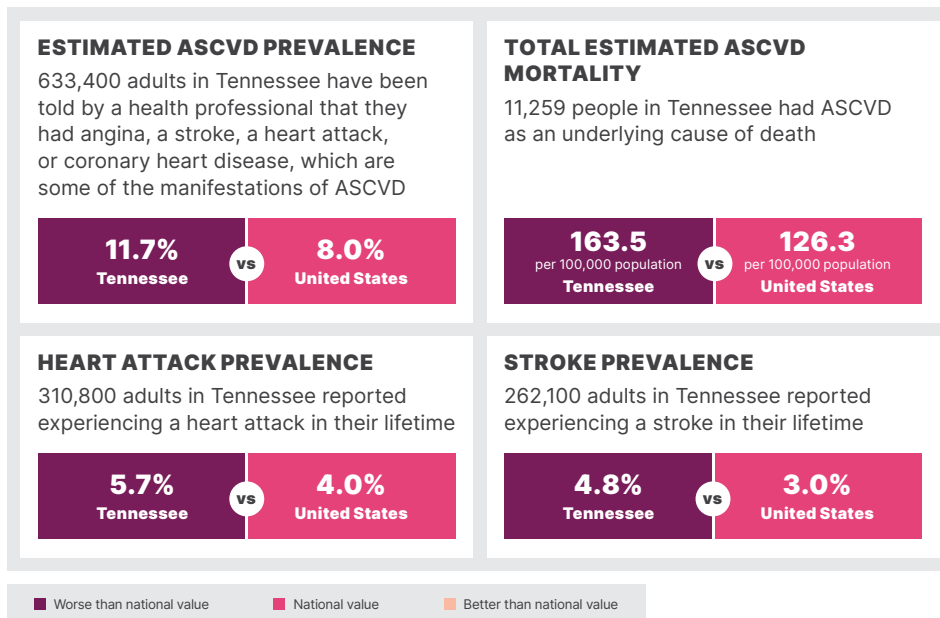 ESTIMATED ASCVD PREVALENCE
633,400 adults in Tennessee have been
told by a health professional that they
had angina, a stroke, a heart attack,
or coronary heart disease, which are
some of the manifestations of ASCVD
11.7%
Tennessee
vs
8.0%
United States
TOTAL ESTIMATED ASCVD
MORTALITY
11,259 people in Tennessee had ASCVD
as an underlying cause of death
163.5
per 100,000 population
Tennessee
vs
126.3
per 100,000 population
United States
HEART ATTACK PREVALENCE
310,800 adults in Tennessee reported
experiencing a heart attack in their lifetime
5.7%
Tennessee
vs
4.0%
United States
STROKE PREVALENCE
262,100 adults in Tennessee reported
experiencing a stroke in their lifetime
4.8%
Tennessee
vs
3.0%
United States
Worse than national value
National value
Better than national value